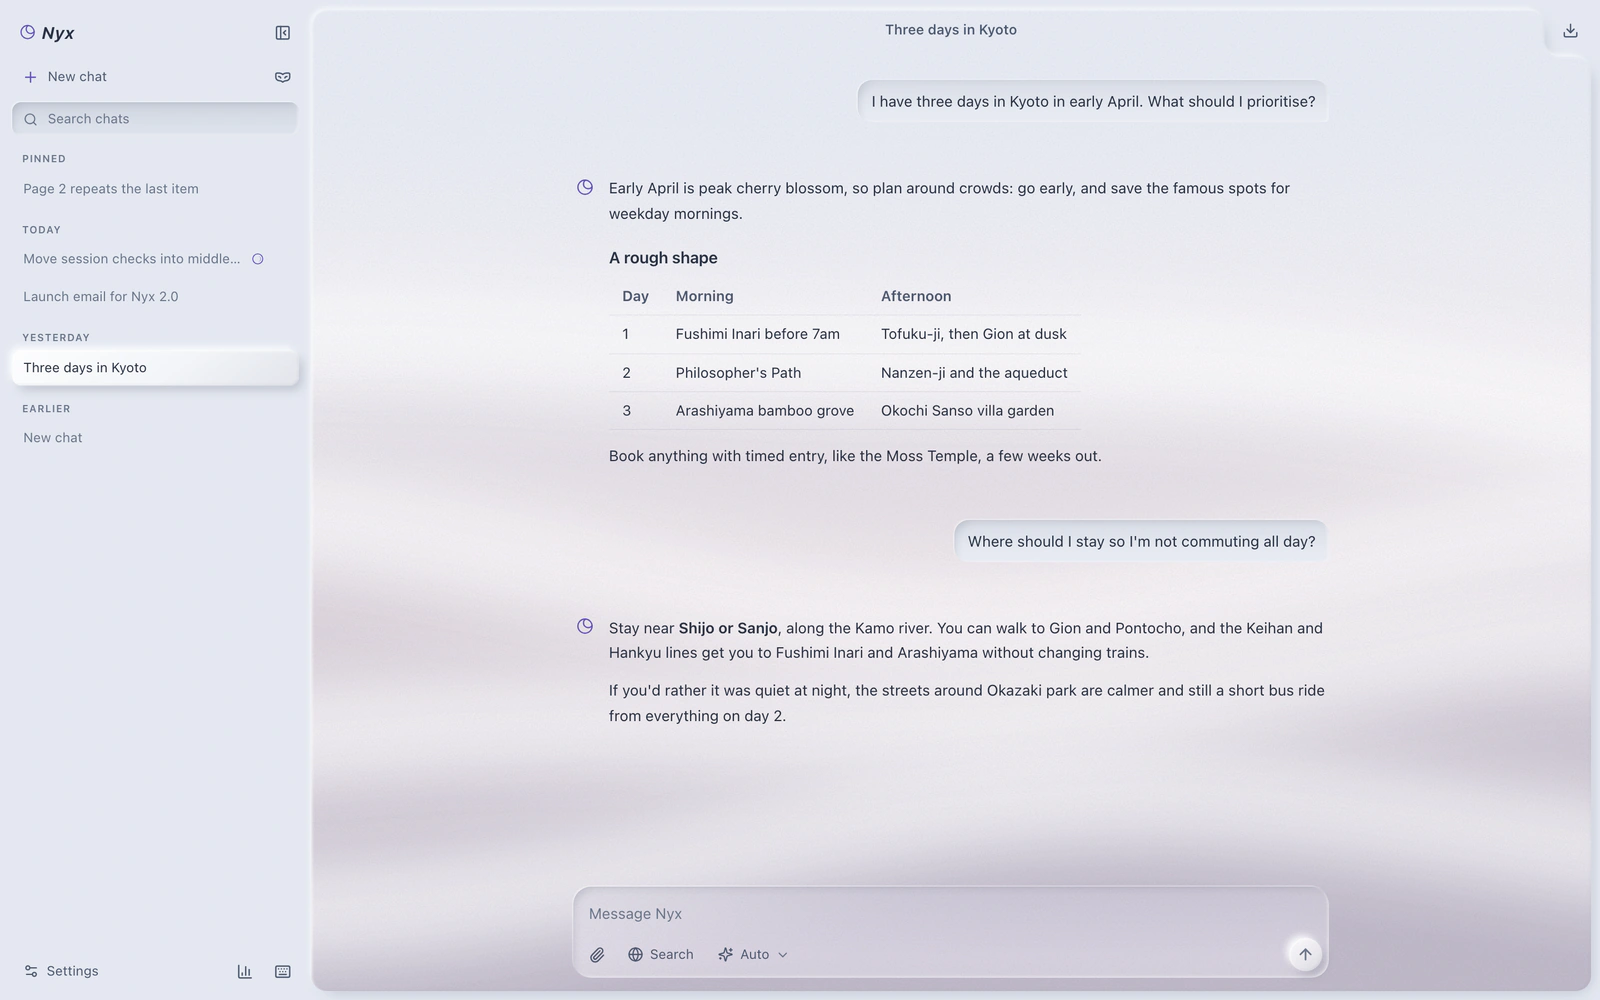 Nyx
New chat
Search chats
PINNED
Page 2 repeats the last item
TODAY
Move session checks into middle...
Launch email for Nyx 2.0
YESTERDAY
Three days in Kyoto
EARLIER
New chat
Settings
Three days in Kyoto
I have three days in Kyoto in early April. What should I prioritise?
Early April is peak cherry blossom, so plan around crowds: go early, and save the famous spots for
weekday mornings.
A rough shape
Day Morning Afternoon
1 Fushimi Inari before 7am Tofuku-ji, then Gion at dusk
2 Philosopher's Path Nanzen-ji and the aqueduct
3 Arashiyama bamboo grove Okochi Sanso villa garden
Book anything with timed entry, like the Moss Temple, a few weeks out.
Where should I stay so I'm not commuting all day?
Stay near Shijo or Sanjo, along the Kamo river. You can walk to Gion and Pontocho, and the Keihan and
Hankyu lines get you to Fushimi Inari and Arashiyama without changing trains.
If you'd rather it was quiet at night, the streets around Okazaki park are calmer and still a short bus ride
from everything on day 2.
Message Nyx
Search Auto